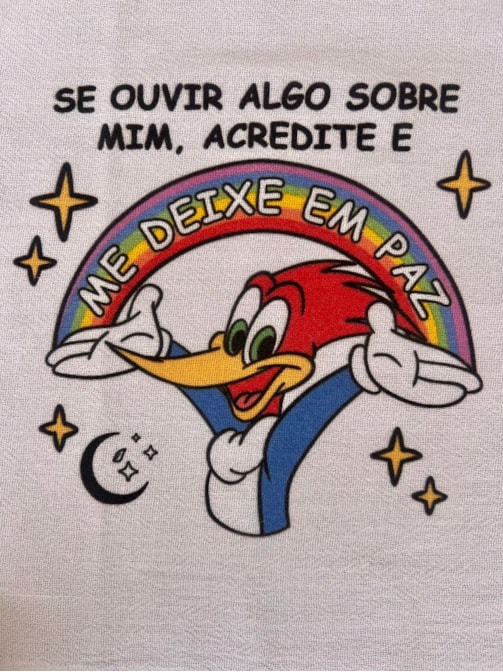 SE OUVIR ALGO SOBRE
MIM, ACREDITE E
ME DEIXE EM PAZ